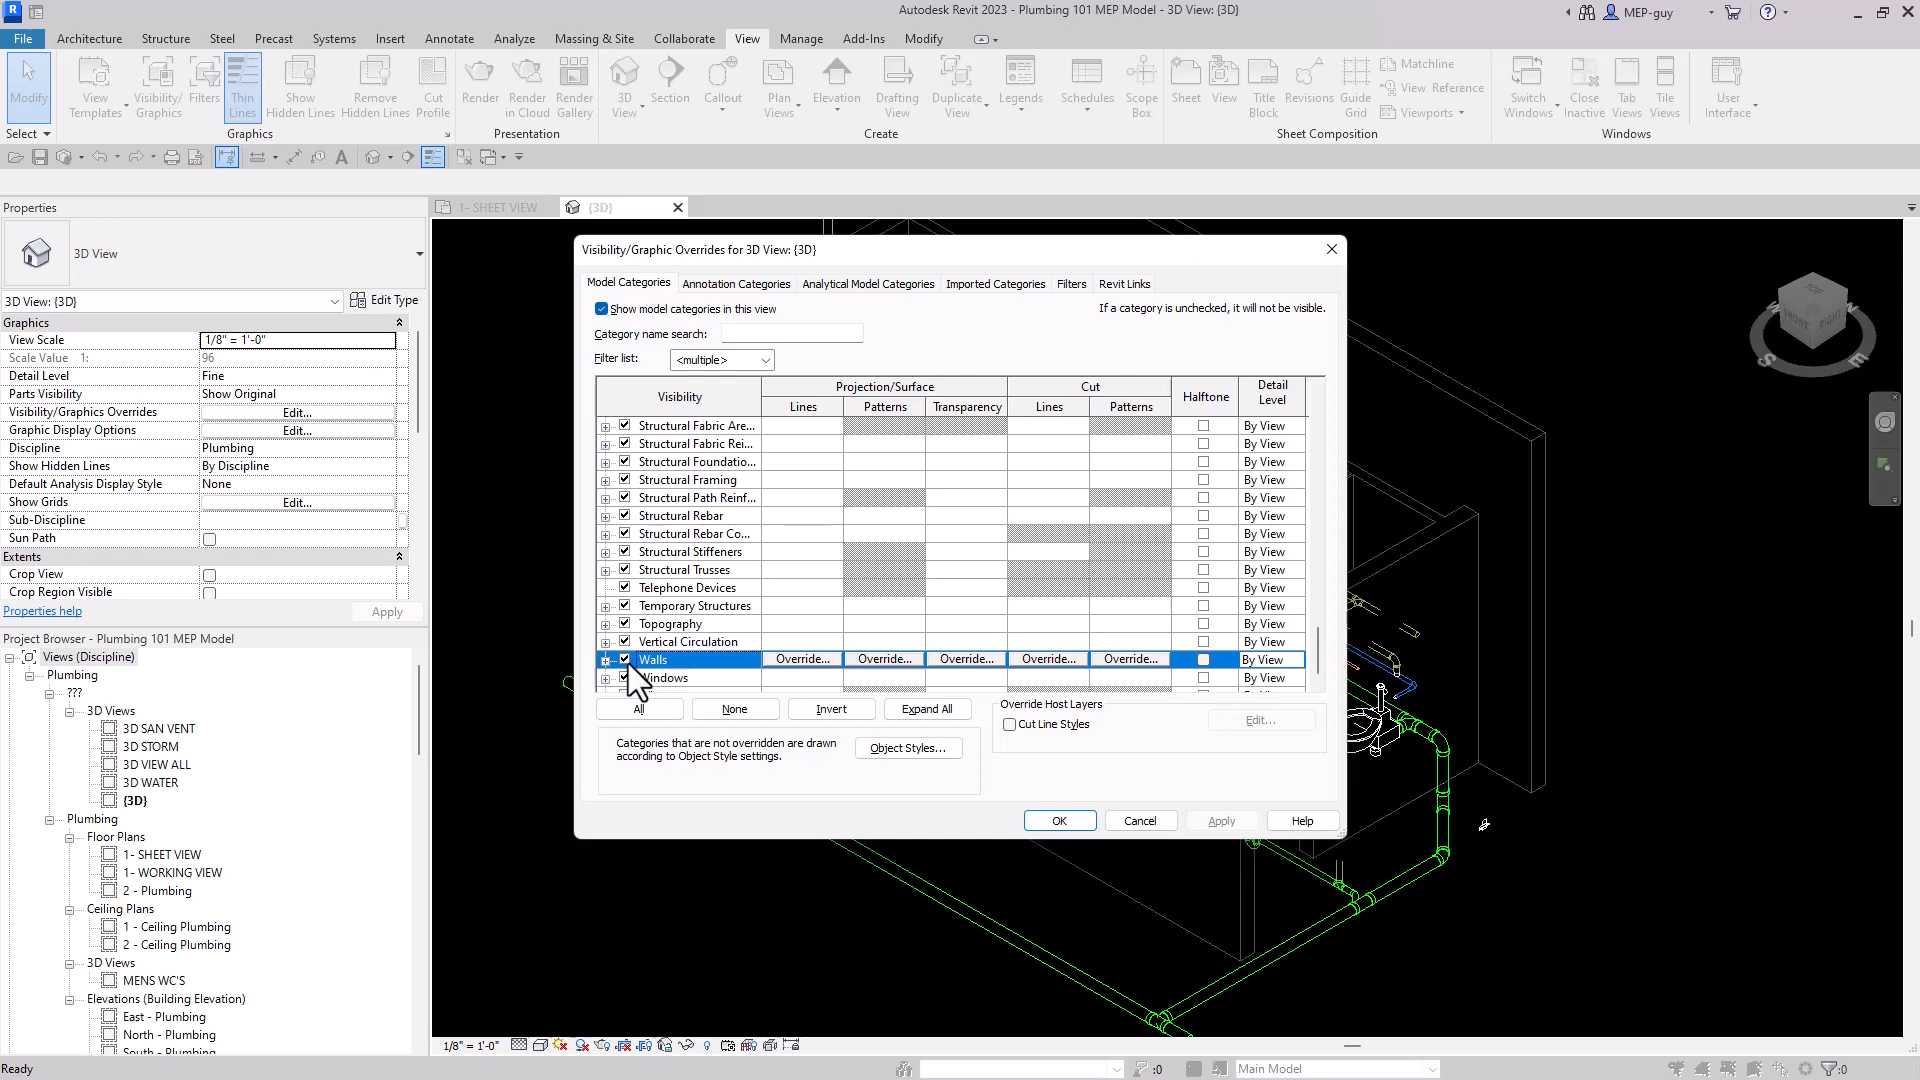 Autodesk Revit 2023 - Plumbing 101 MEP Model - 3D View: {3D}
MEP-guy
File Architecture Structure Steel Precast Systems Insert Annotate Analyze Massing & Site Collaborate View Manage Add-Ins Modify
Modify
View Templates
Visibility/ Graphics
Filters
Thin Lines
Show Hidden Lines
Remove Hidden Lines
Cut Profile
Render
Render in Cloud
Render Gallery
3D View
Section
Callout
Plan Views
Elevation
Drafting View
Duplicate View
Legends
Schedules
Scope Box
Sheet
View
Title Block
Revisions
Guide Grid
Matchline
View Reference
Viewports
Switch Windows
Close Inactive
Tab Views
Tile Views
User Interface
Select
Graphics
Presentation
Create
Sheet Composition
Windows
Properties
1- SHEET VIEW
{3D}
3D View
3D View: {3D}
Edit Type
Graphics
View Scale 1/8" = 1'-0"
Scale Value 1: 96
Detail Level Fine
Parts Visibility Show Original
Visibility/Graphics Overrides Edit...
Graphic Display Options Edit...
Discipline Plumbing
Show Hidden Lines By Discipline
Default Analysis Display Style None
Show Grids Edit...
Sub-Discipline
Sun Path
Extents
Crop View
Crop Region Visible
Properties help
Apply
Project Browser - Plumbing 101 MEP Model
Views (Discipline)
Plumbing
???
3D Views
3D SAN VENT
3D STORM
3D VIEW ALL
3D WATER
{3D}
Plumbing
Floor Plans
1- SHEET VIEW
1- WORKING VIEW
2 - Plumbing
Ceiling Plans
1 - Ceiling Plumbing
2 - Ceiling Plumbing
3D Views
MENS WC'S
Elevations (Building Elevation)
East - Plumbing
North - Plumbing
South - Plumbing
Visibility/Graphic Overrides for 3D View: {3D}
Model Categories Annotation Categories Analytical Model Categories Imported Categories Filters Revit Links
Show model categories in this view
If a category is unchecked, it will not be visible.
Category name search:
Filter list: <multiple>
Visibility Projection/Surface Cut Halftone Detail Level
Lines Patterns Transparency Lines Patterns
Structural Fabric Are... By View
Structural Fabric Rei... By View
Structural Foundatio... By View
Structural Framing By View
Structural Path Reinf... By View
Structural Rebar By View
Structural Rebar Co... By View
Structural Stiffeners By View
Structural Trusses By View
Telephone Devices By View
Temporary Structures By View
Topography By View
Vertical Circulation By View
Walls Override... Override... Override... Override... Override... By View
Windows By View
All None Invert Expand All
Override Host Layers
Cut Line Styles
Edit...
Categories that are not overridden are drawn
according to Object Style settings.
Object Styles...
OK Cancel Apply Help
TOP
FRONT
RIGHT
W
N
S
E
1/8" = 1'-0"
Ready
:0
Main Model
:0